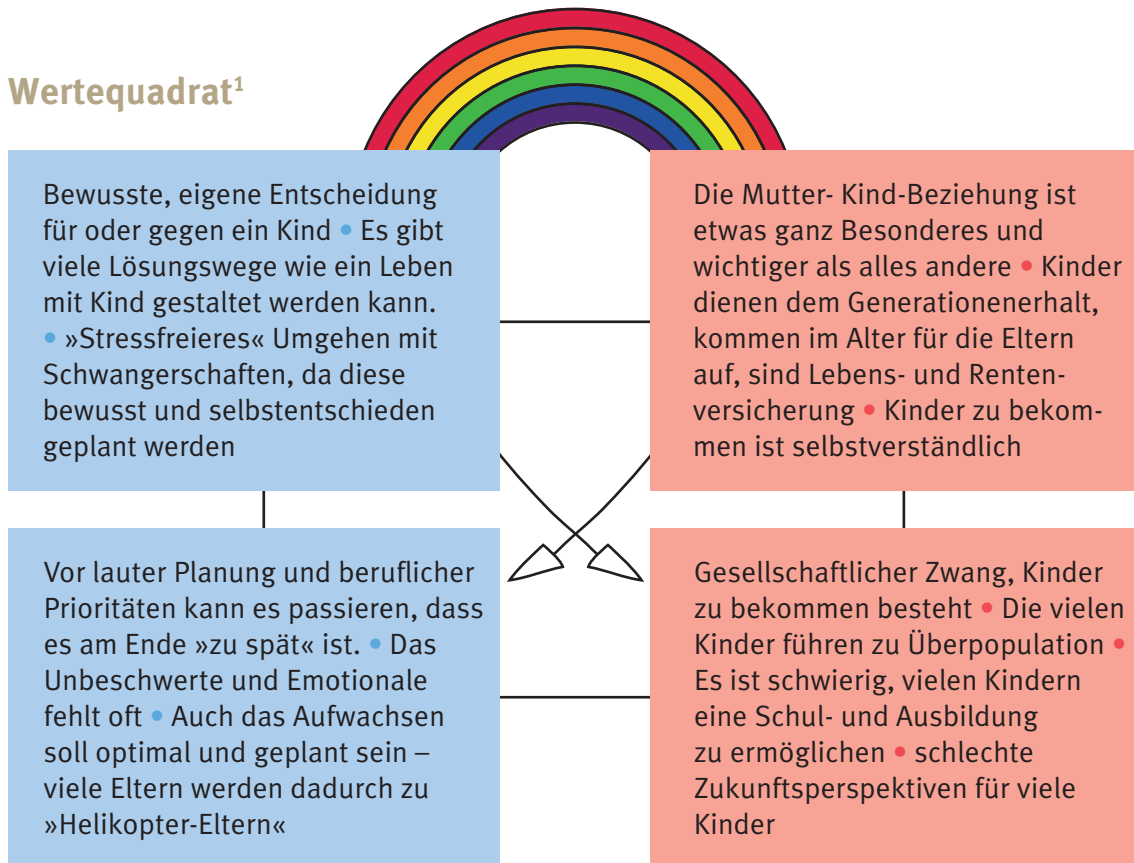 Wertequadrat¹
Bewusste, eigene Entscheidung
für oder gegen ein Kind • Es gibt
viele Lösungswege wie ein Leben
mit Kind gestaltet werden kann.
• »Stressfreieres« Umgehen mit
Schwangerschaften, da diese
bewusst und selbstentschieden
geplant werden
Die Mutter- Kind-Beziehung ist
etwas ganz Besonderes und
wichtiger als alles andere • Kinder
dienen dem Generationenerhalt,
kommen im Alter für die Eltern
auf, sind Lebens- und Renten-
versicherung • Kinder zu bekom-
men ist selbstverständlich
Vor lauter Planung und beruflicher
Prioritäten kann es passieren, dass
es am Ende »zu spät« ist. • Das
Unbeschwerte und Emotionale
fehlt oft • Auch das Aufwachsen
soll optimal und geplant sein –
viele Eltern werden dadurch zu
»Helikopter-Eltern«
Gesellschaftlicher Zwang, Kinder
zu bekommen besteht • Die vielen
Kinder führen zu Überpopulation •
Es ist schwierig, vielen Kindern
eine Schul- und Ausbildung
zu ermöglichen • schlechte
Zukunftsperspektiven für viele
Kinder